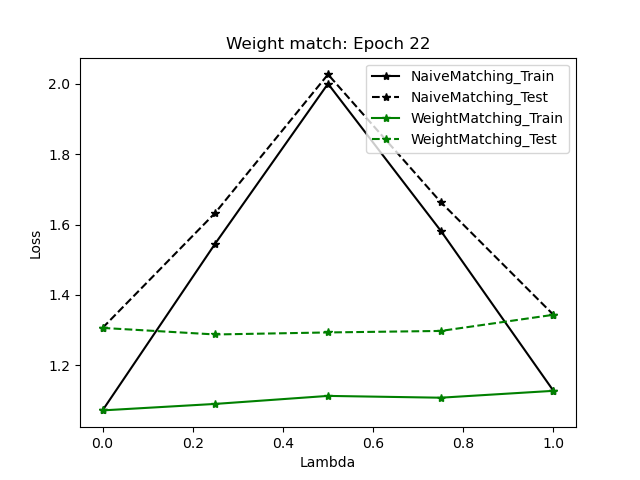 Weight match: Epoch 22
NaiveMatching_Train
NaiveMatching_Test
WeightMatching_Train
WeightMatching_Test
Loss
2.0
1.8
1.6
1.4
1.2
0.0 0.2 0.4 0.6 0.8 1.0
Lambda